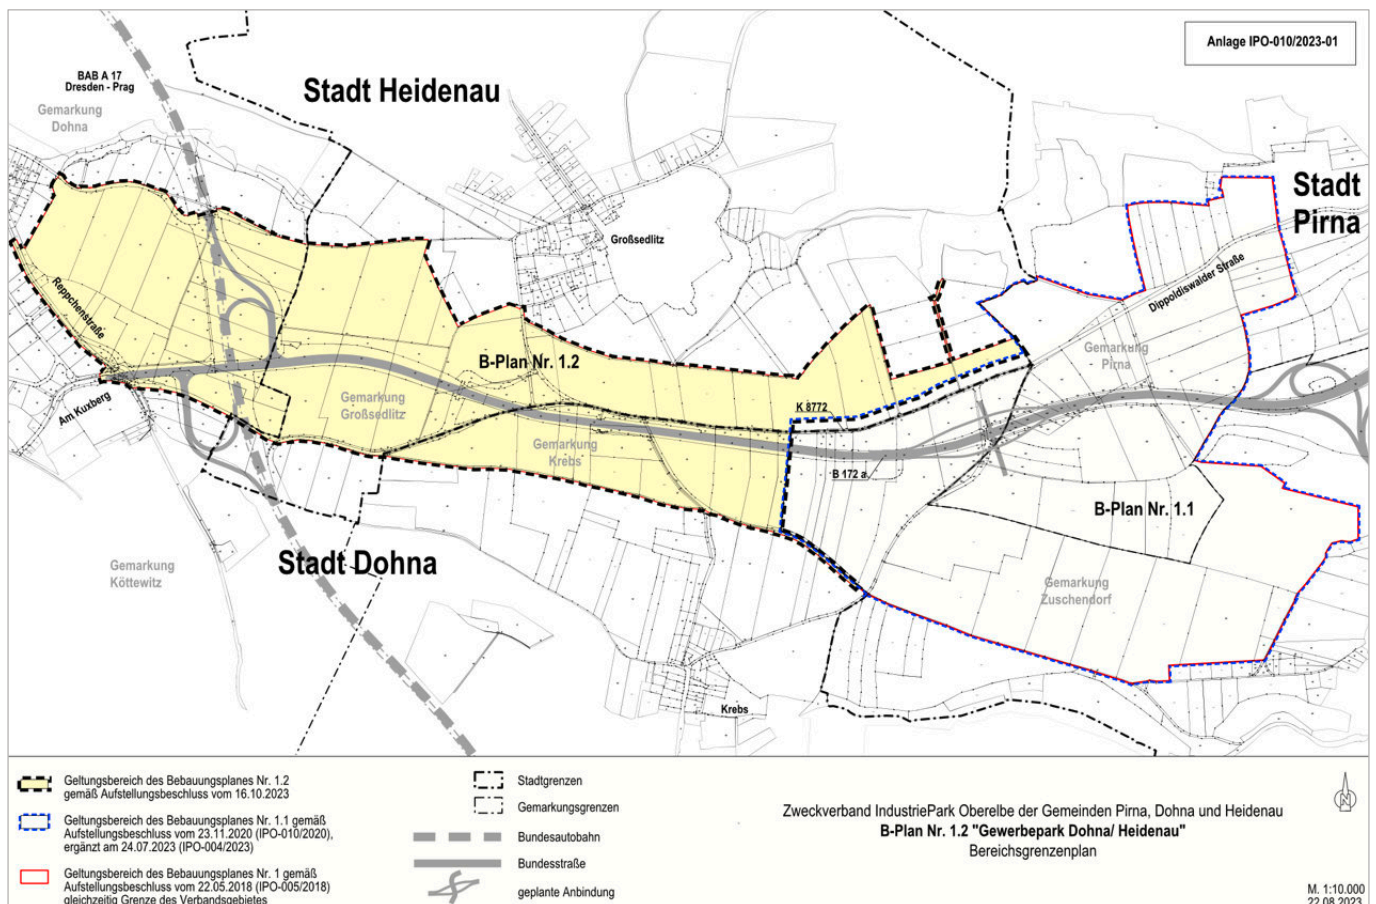 Anlage IPO-010/2023-01
BAB A 17
Dresden - Prag
Stadt Heidenau
Gemarkung
Dohna
Stadt
Pirna
Großsedlitz
Reppchenstraße
Dippoldiswalder Straße
B-Plan Nr. 1.2
Gemarkung
Pirna
Gemarkung
Großsedlitz
K 8772
Am Kuxberg
Gemarkung
Krebs
B 172 a
B-Plan Nr. 1.1
Stadt Dohna
Gemarkung
Köttewitz
Gemarkung
Zuschendorf
Krebs
Geltungsbereich des Bebauungsplanes Nr. 1.2
gemäß Aufstellungsbeschluss vom 16.10.2023
Geltungsbereich des Bebauungsplanes Nr. 1.1 gemäß
Aufstellungsbeschluss vom 23.11.2020 (IPO-010/2020),
ergänzt am 24.07.2023 (IPO-004/2023)
Geltungsbereich des Bebauungsplanes Nr. 1 gemäß
Aufstellungsbeschluss vom 22.05.2018 (IPO-005/2018)
gleichzeitig Grenze des Verbandsgebietes
Stadtgrenzen
Gemarkungsgrenzen
Bundesautobahn
Bundesstraße
geplante Anbindung
Zweckverband IndustriePark Oberelbe der Gemeinden Pirna, Dohna und Heidenau
B-Plan Nr. 1.2 "Gewerbepark Dohna/ Heidenau"
Bereichsgrenzenplan
N
M. 1:10.000
22.08.2023